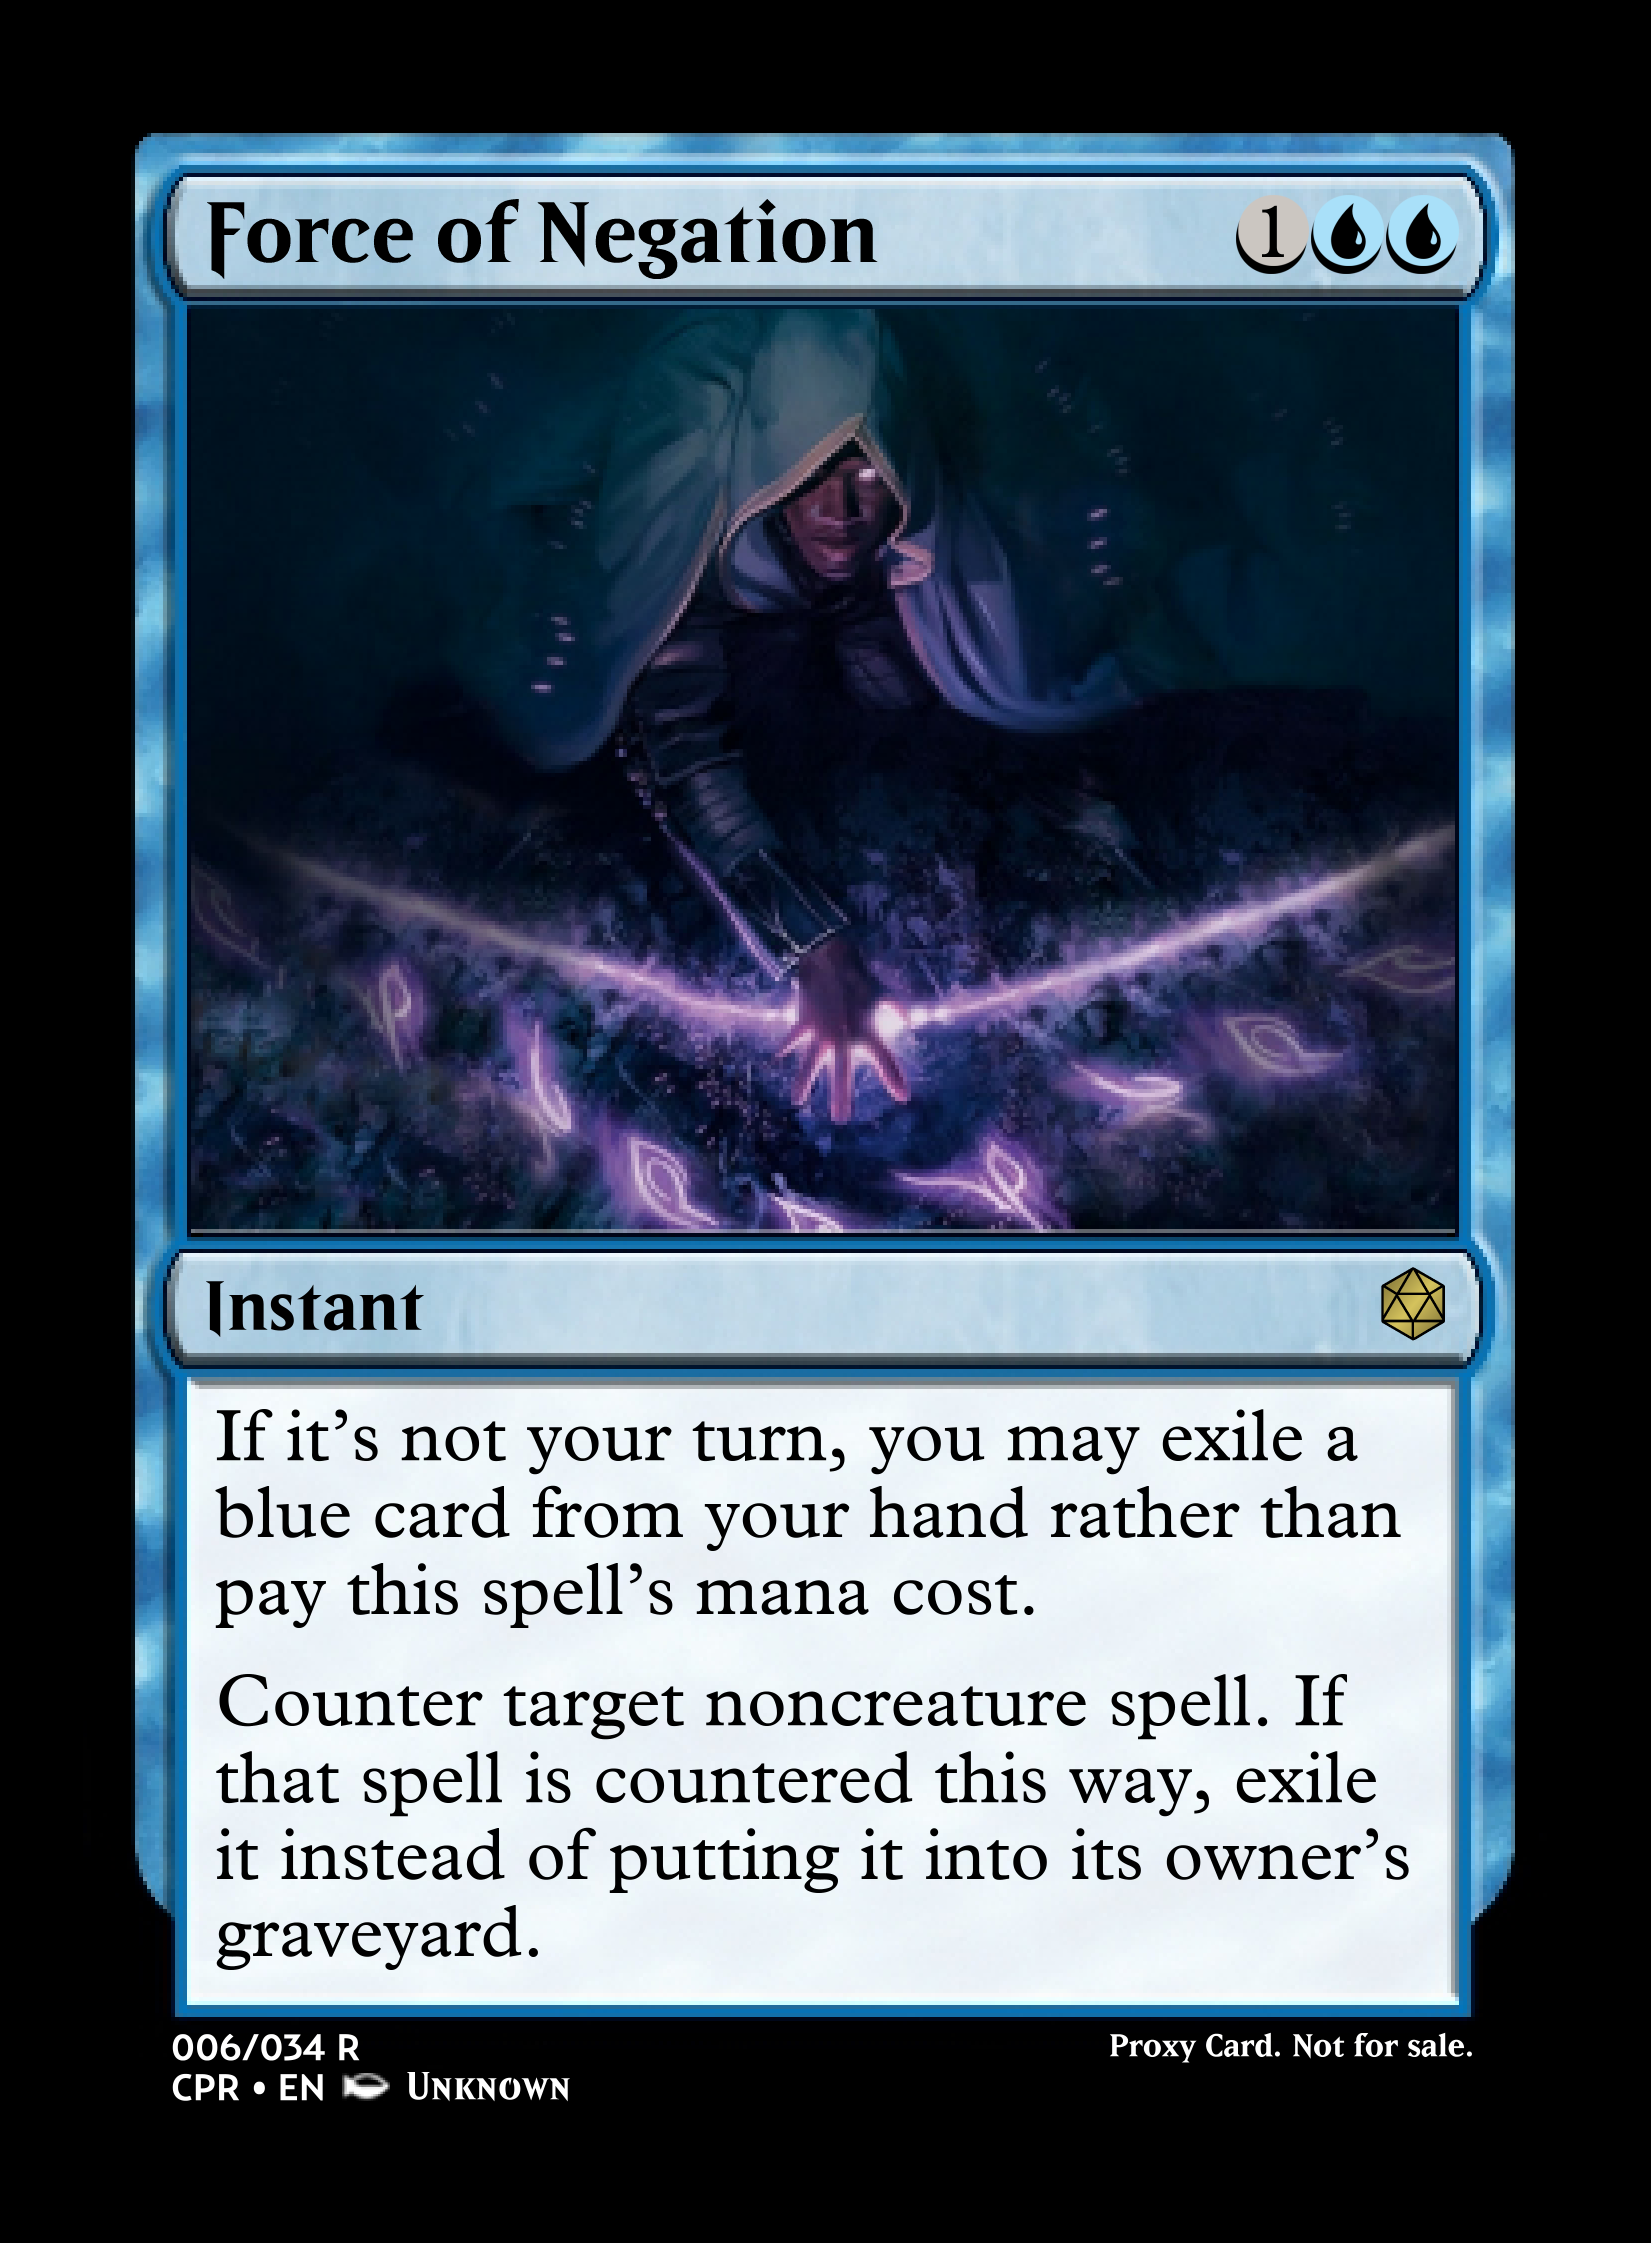 Force of Negation 1
Instant
If it’s not your turn, you may exile a
blue card from your hand rather than
pay this spell’s mana cost.
Counter target noncreature spell. If
that spell is countered this way, exile
it instead of putting it into its owner’s
graveyard.
006/034 R
Proxy Card. Not for sale.
CPR • EN Unknown